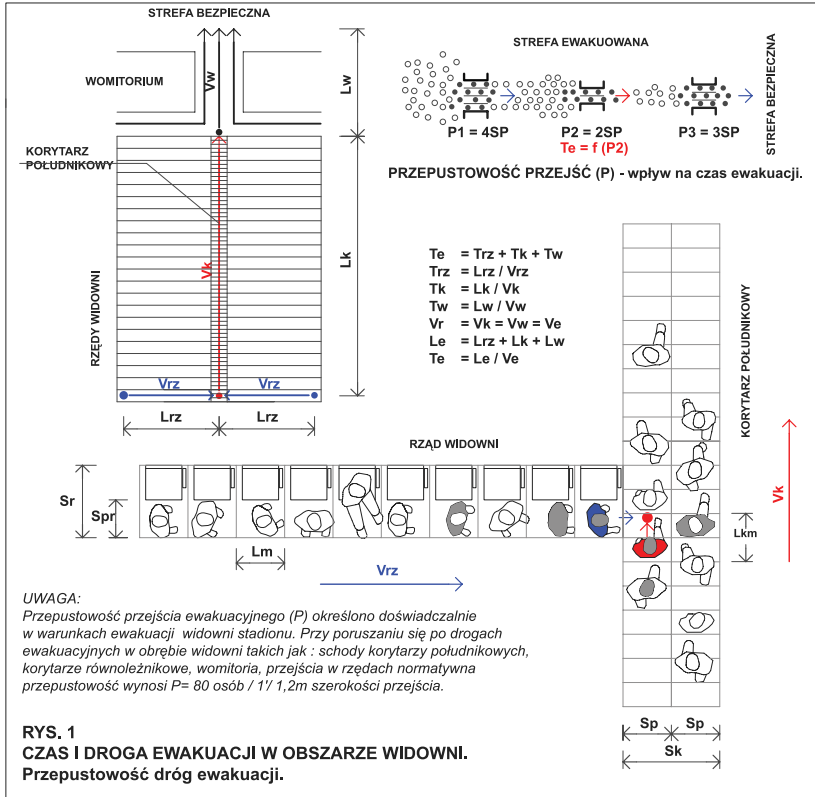 STREFA BEZPIECZNA
WOMITORIUM
Vw
Lw
KORYTARZ
POŁUDNIKOWY
RZĘDY WIDOWNI
Vk
Lk
Vrz
Vrz
Lrz
Lrz
STREFA EWAKUOWANA
STREFA BEZPIECZNA
P1 = 4SP
P2 = 2SP
P3 = 3SP
Te = f (P2)
PRZEPUSTOWOŚĆ PRZEJŚĆ (P) - wpływ na czas ewakuacji.
Te = Trz + Tk + Tw
Trz = Lrz / Vrz
Tk = Lk / Vk
Tw = Lw / Vw
Vr = Vk = Vw = Ve
Le = Lrz + Lk + Lw
Te = Le / Ve
KORYTARZ POŁUDNIKOWY
Vk
RZĄD WIDOWNI
Sr
Spr
Lm
Vrz
Lkm
Sp
Sp
Sk
UWAGA:
Przepustowość przejścia ewakuacyjnego (P) określono doświadczalnie
w warunkach ewakuacji widowni stadionu. Przy poruszaniu się po drogach
ewakuacyjnych w obrębie widowni takich jak : schody korytarzy południkowych,
korytarze równoleżnikowe, womitoria, przejścia w rzędach normatywna
przepustowość wynosi P= 80 osób / 1'/ 1,2m szerokości przejścia.
RYS. 1
CZAS I DROGA EWAKUACJI W OBSZARZE WIDOWNI.
Przepustowość dróg ewakuacji.